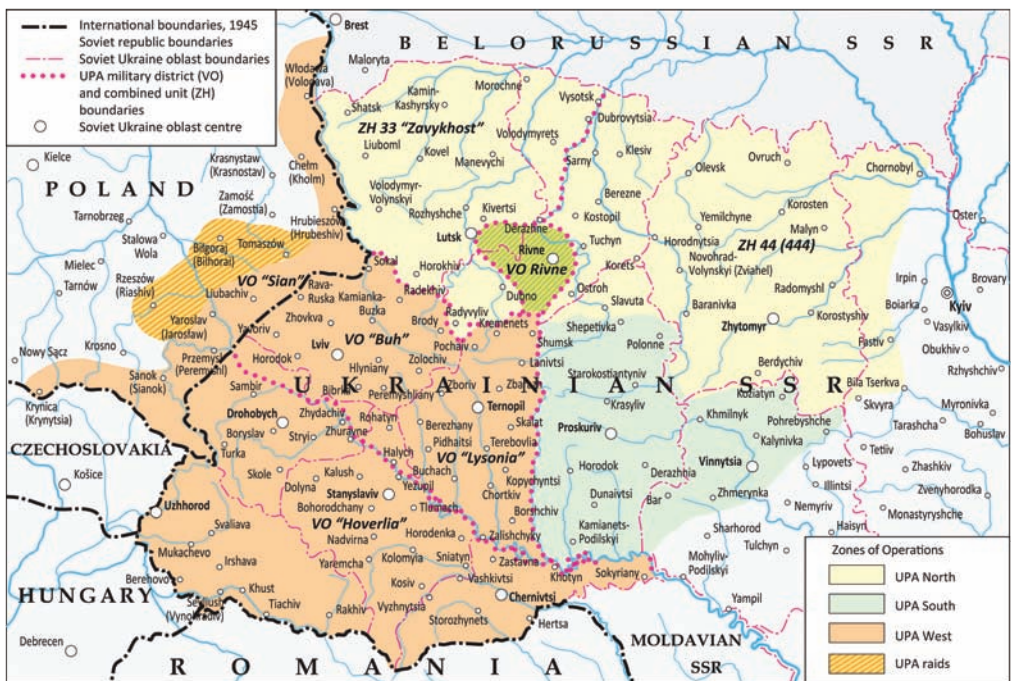 International boundaries, 1945
Soviet republic boundaries
Soviet Ukraine oblast boundaries
UPA military district (VO)
and combined unit (ZH)
boundaries
Soviet Ukraine oblast centre
Brest
BELORUSSIAN SSR
Maloryta
Włodawa
(Volodava)
Kamin-
Kashyrsky
Morochne
Vysotsk
Shatsk
Dubrovytsia
ZH 33 "Zavykhost"
Volodymyrets
Kielce
Krasnystaw
(Krasnostav)
Chełm
(Kholm)
Liuboml
Kovel
Manevychi
Sarny
Klesiv
Olevsk
Ovruch
Chornobyl
POLAND
Zamość
(Zamostia)
Volodymyr-
Volynskyi
Berezne
Tarnobrzeg
Hrubieszów
(Hrubeshiv)
Rozhyshche
Kivertsi
Kostopil
Yemilchyne
Korosten
Oster
Stalowa
Wola
Biłgoraj
(Bilhorai)
Tomaszów
Lutsk
Derazhne
Tuchyn
Horodnytsia
Malyn
ZH 44 (444)
Rivne
VO Rivne
Mielec
Tarnów
Rzeszów
(Riashiv)
VO "Sian"
Sokal
Horokhiv
Korets
Novohrad-
Volynskyi (Zviahel)
Irpin
Brovary
Liubachiv
Rava-
Ruska
Kamianka-
Buzka
Radekhiv
Dubno
Ostroh
Slavuta
Baranivka
Radomyshl
Boiarka
Kyiv
Yaroslav
(Jarosław)
Zhovkva
Radyvyliv
Kremenets
Shepetivka
Zhytomyr
Korostyshiv
Vasylkiv
Yavoriv
VO "Buh"
Brody
Pochaiv
Shumsk
Polonne
Fastiv
Obukhiv
Nowy Sącz
Krosno
Przemyśl
(Peremyshl)
Horodok
Lviv
Zolochiv
Lanivtsi
Berdychiv
Rzhyshchiv
Sanok
(Sianok)
Hlyniany
Starokostiantyniv
Sambir
UKRAINIAN SSR
Bibrka
Peremyshliany
Zboriv
Zbarazh
Koziatyn
Bila Tserkva
Krynica
(Krynytsia)
Drohobych
Zhydachiv
Rohatyn
Ternopil
Krasyliv
Khmilnyk
Pohrebyshche
Skvyra
Myronivka
Boryslav
Stryi
Zhuravne
Berezhany
Skalat
Proskuriv
Kalynivka
Tarashcha
Bohuslav
CZECHOSLOVAKIA
Turka
Halych
Pidhaitsi
Terebovlia
Vinnytsia
Tetiiv
VO "Lysonia"
Košice
Skole
Kalush
Buchach
Kopychyntsi
Horodok
Derazhnia
Lypovets
Zhashkiv
Dolyna
Stanyslaviv
Yezupil
Chortkiv
Bar
Zhmerynka
Illintsi
Zvenyhorodka
Uzhhorod
Bohorodchany
Tlumach
Dunaivtsi
Nemyriv
Monastyryshche
VO "Hoverlia"
Borshchiv
Kamianets-
Podilskyi
Haisyn
Svaliava
Nadvirna
Horodenka
Zalishchyky
Sharhorod
Tulchyn
Mukachevo
Yaremcha
Kolomyia
Sniatyn
Zastavna
Khotyn
Mohyliv-
Podilskyi
Irshava
Sokyriany
Berehovo
Kosiv
Vashkivtsi
HUNGARY
Sevliush
(Vynohradiv)
Khust
Chernivtsi
Yampil
Tiachiv
Rakhiv
Vyzhnytsia
Storozhynets
Hertsa
MOLDAVIAN
SSR
Debrecen
ROMANIA
Zones of Operations
UPA North
UPA South
UPA West
UPA raids